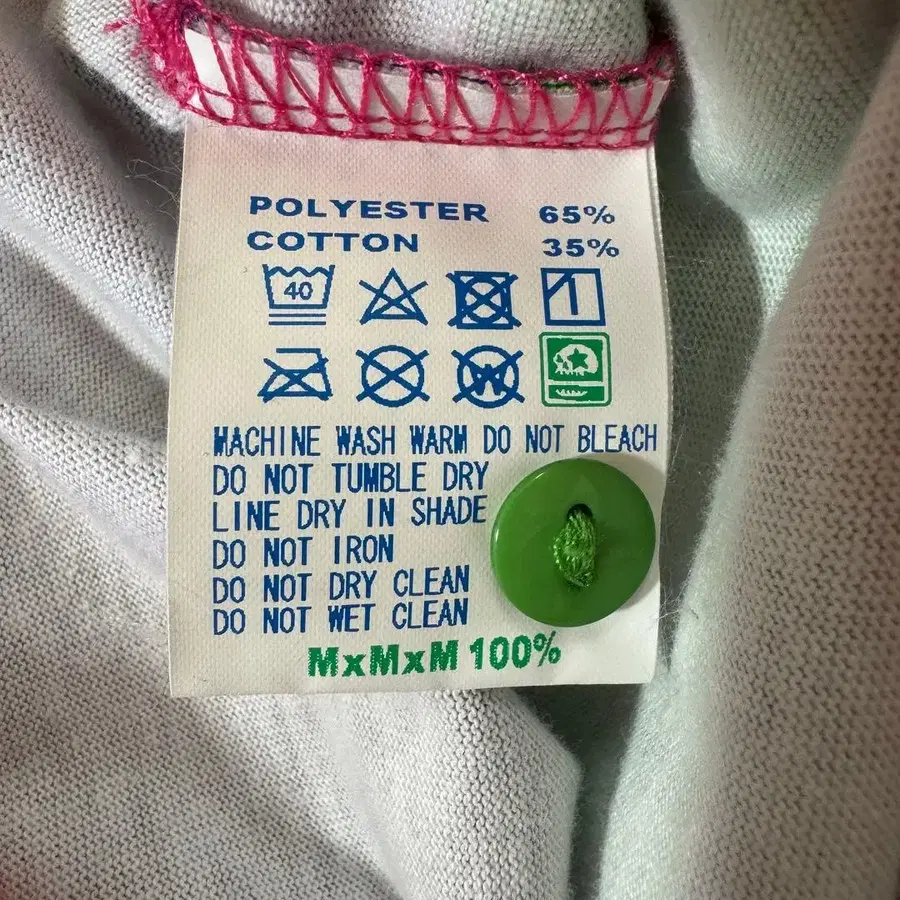 POLYESTER 65%
COTTON 35%
40
W
MACHINE WASH WARM DO NOT BLEACH
DO NOT TUMBLE DRY
LINE DRY IN SHADE
DO NOT IRON
DO NOT DRY CLEAN
DO NOT WET CLEAN
MxMxM 100%